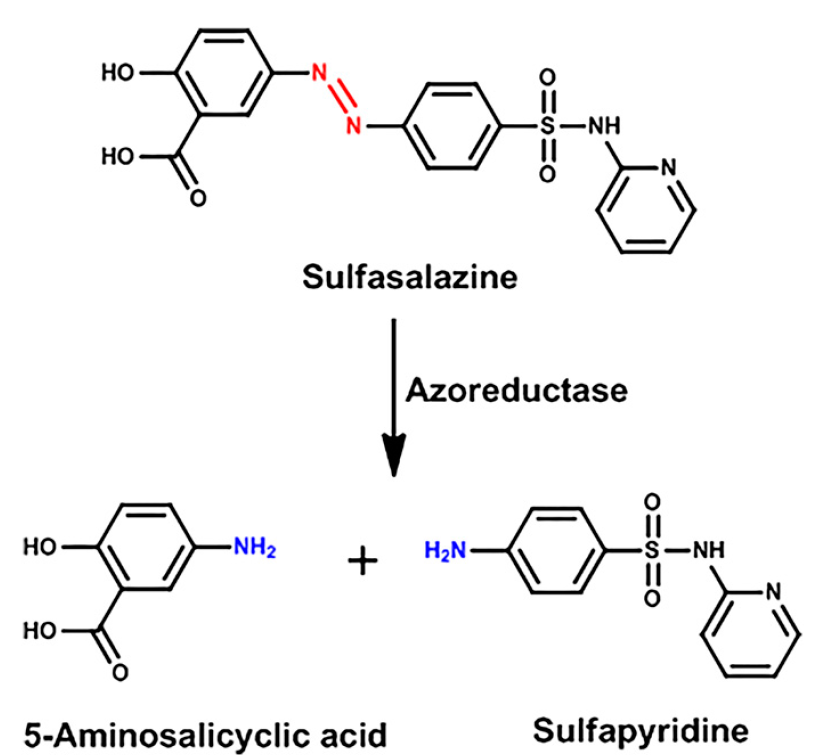 HO
N
N
O
S
NH
O
HO
O
N
Sulfasalazine
Azoreductase
HO
NH₂
+
H₂N
O
S
NH
O
HO
O
N
5-Aminosalicyclic acid
Sulfapyridine